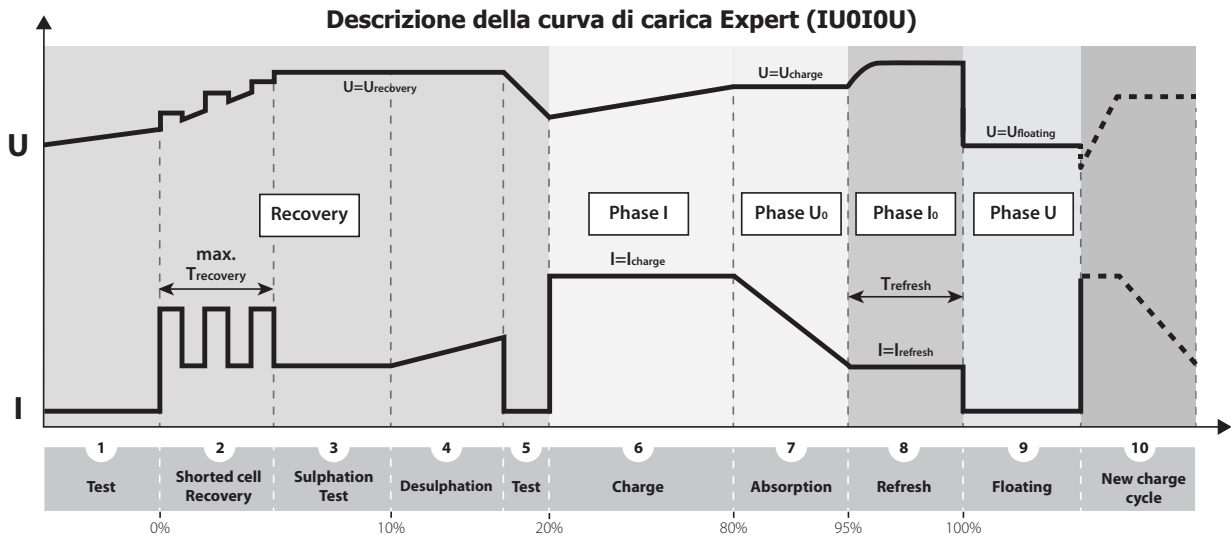 Descrizione della curva di carica Expert (IU0I0U)
U
U=Urecovery
U=Ucharge
U=Ufloating
Recovery
Phase I
Phase U0
Phase I0
Phase U
max.
Trecovery
I=Icharge
Trefresh
I=Irefresh
I
1 2 3 4 5 6 7 8 9 10
Test
Shorted cell
Recovery
Sulphation
Test
Desulphation
Test
Charge
Absorption
Refresh
Floating
New charge
cycle
0% 10% 20% 80% 95% 100%